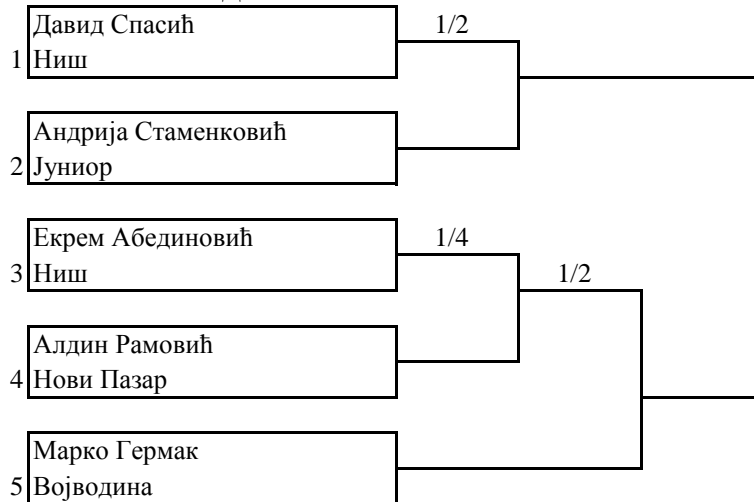 Давид Спасић 1/2
1 Ниш
Андрија Стаменковић
2 Јуниор
Екрем Абединовић 1/4
3 Ниш 1/2
Алдин Рамовић
4 Нови Пазар
Марко Гермак
5 Војводина